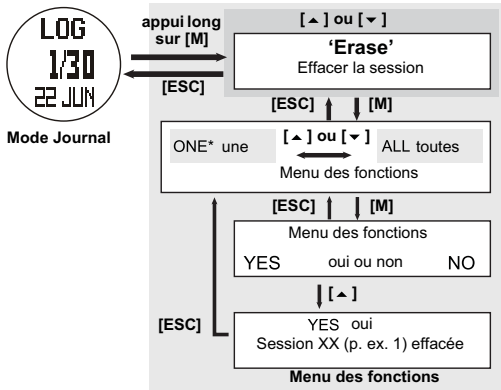 LOG
1/30
22 JUN
Mode Journal
appui long
sur [M]
[ESC]
[▲] ou [▼]
'Erase'
Effacer la session
[ESC] [M]
ONE* une [▲] ou [▼] ALL toutes
Menu des fonctions
[ESC] [M]
Menu des fonctions
YES oui ou non NO
[▲]
[ESC]
YES oui
Session XX (p. ex. 1) effacée
Menu des fonctions